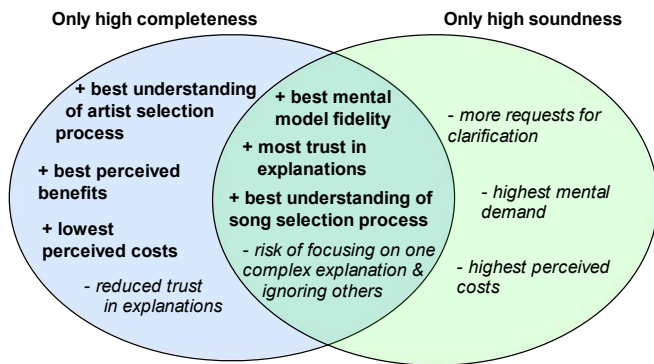 Only high completeness
Only high soundness
+ best understanding
of artist selection
process
+ best perceived
benefits
+ lowest
perceived costs
- reduced trust
in explanations
+ best mental
model fidelity
+ most trust in
explanations
+ best understanding of
song selection process
- risk of focusing on one
complex explanation &
ignoring others
- more requests for
clarification
- highest mental
demand
- highest perceived
costs